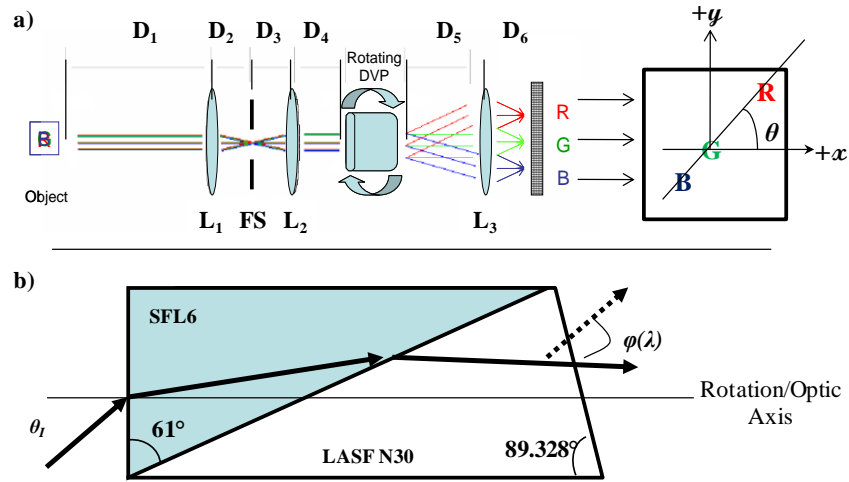 a)
D1 D2 D3 D4 D5 D6
Rotating
DVP
+y
R
θ
G
+x
B
R
G
B
Object
L1 FS L2 L3
b)
SFL6
φ(λ)
Rotation/Optic
Axis
θI
61°
89.328°
LASF N30